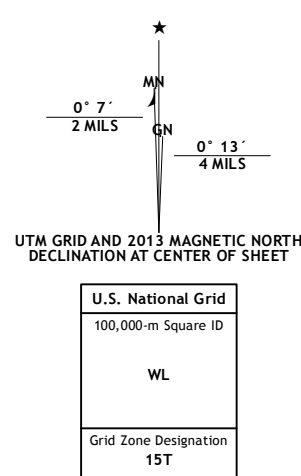 ★
MN
0° 7´
2 MILS
GN
0° 13´
4 MILS
UTM GRID AND 2013 MAGNETIC NORTH
DECLINATION AT CENTER OF SHEET
U.S. National Grid
100,000-m Square ID
WL
Grid Zone Designation
15T